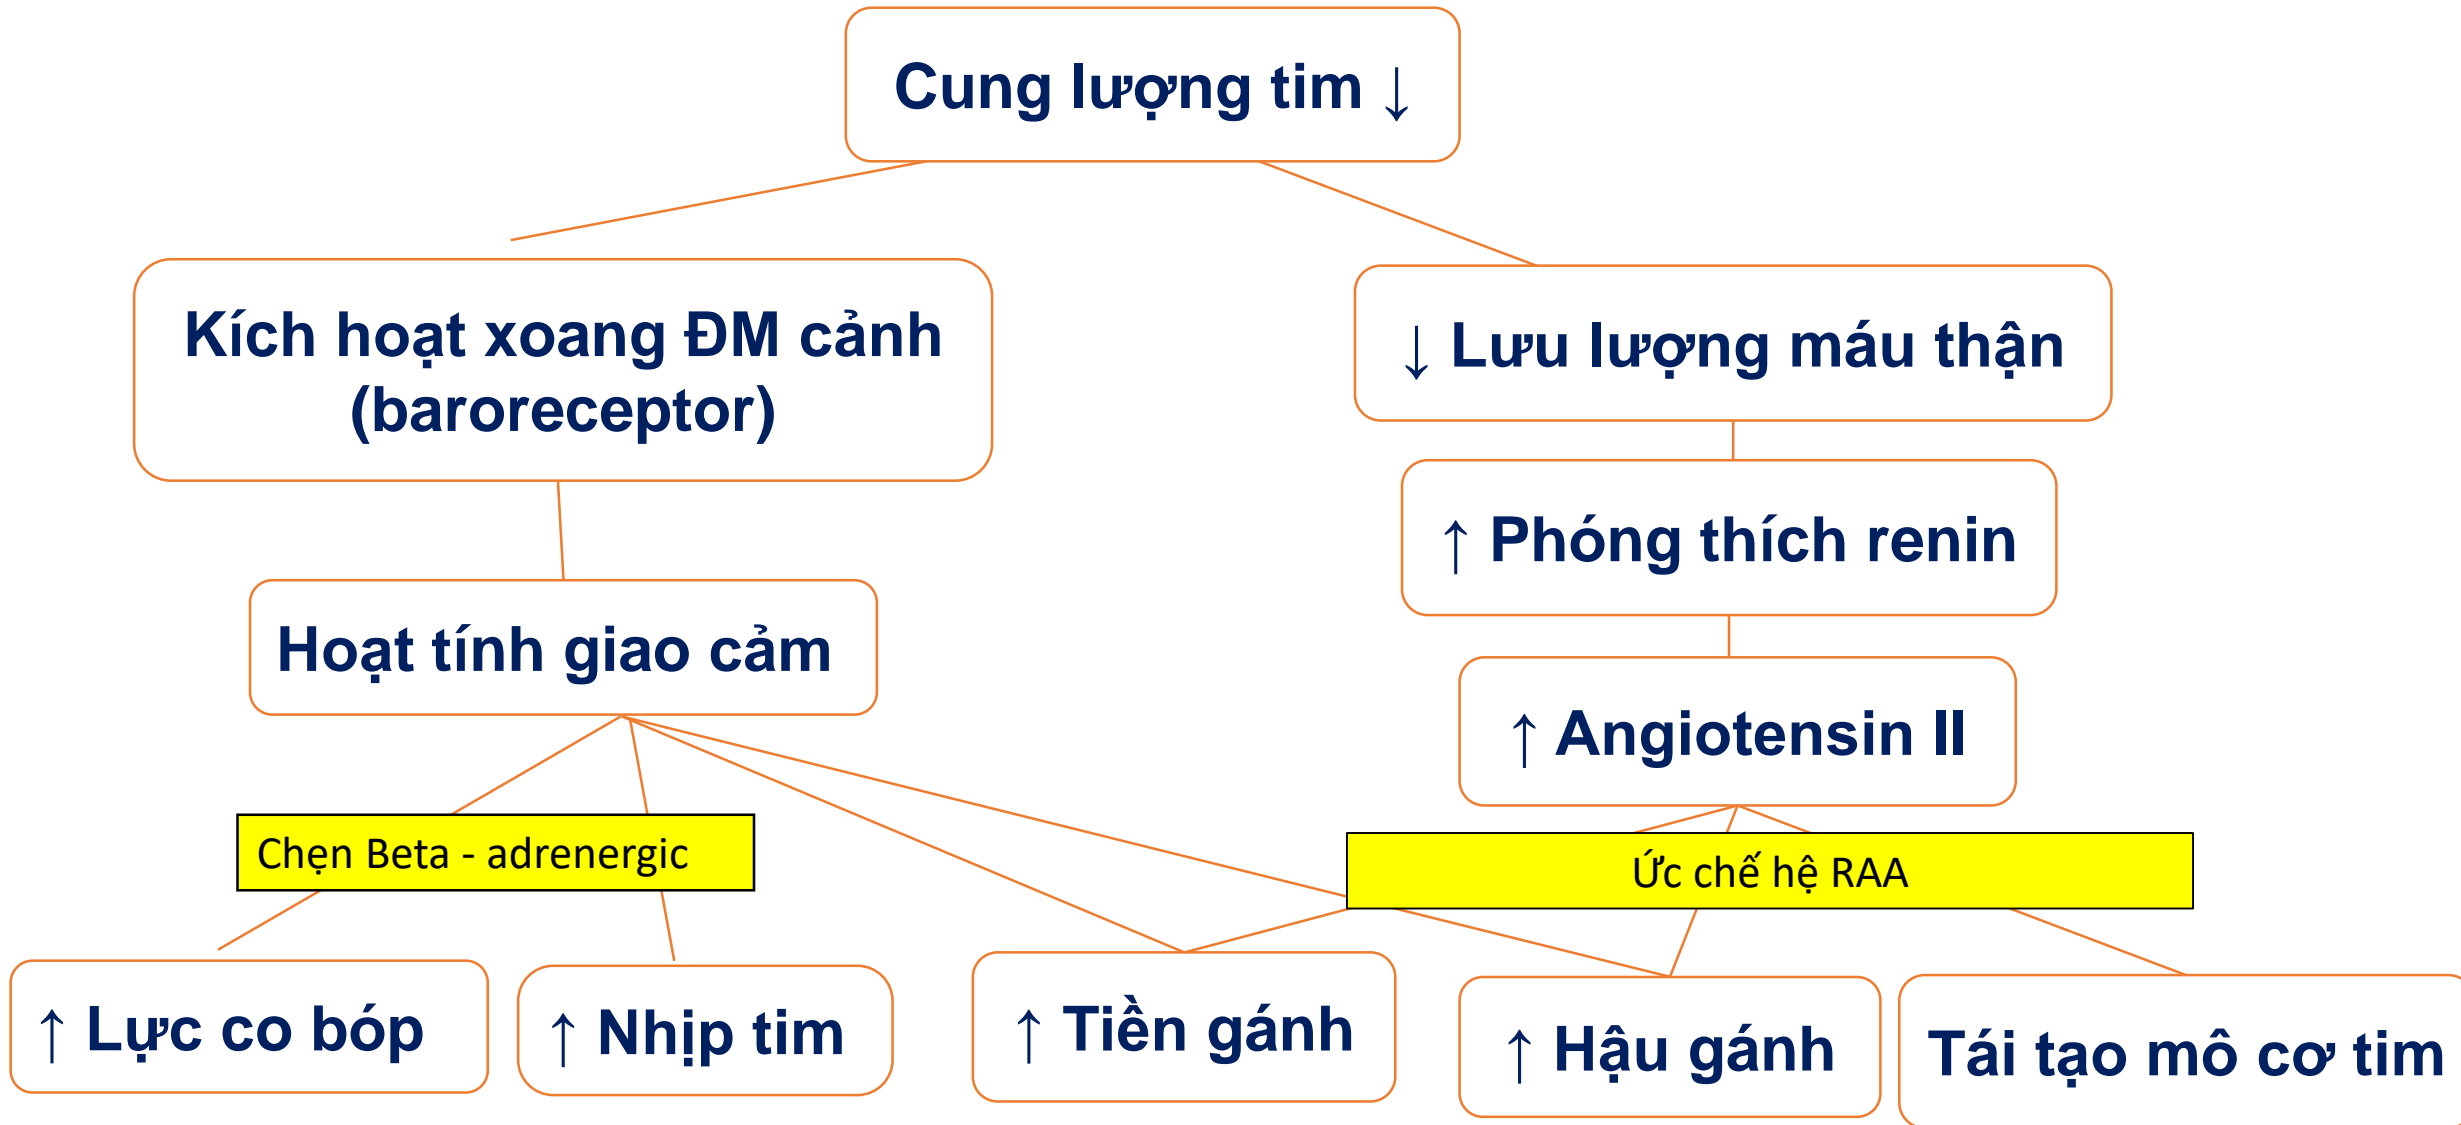 Cung lượng tim ↓
Kích hoạt xoang ĐM cảnh
(baroreceptor)
↓ Lưu lượng máu thận
↑ Phóng thích renin
Hoạt tính giao cảm
↑ Angiotensin II
Chẹn Beta - adrenergic
Ức chế hệ RAA
↑ Lực co bóp
↑ Nhịp tim
↑ Tiền gánh
↑ Hậu gánh
Tái tạo mô cơ tim